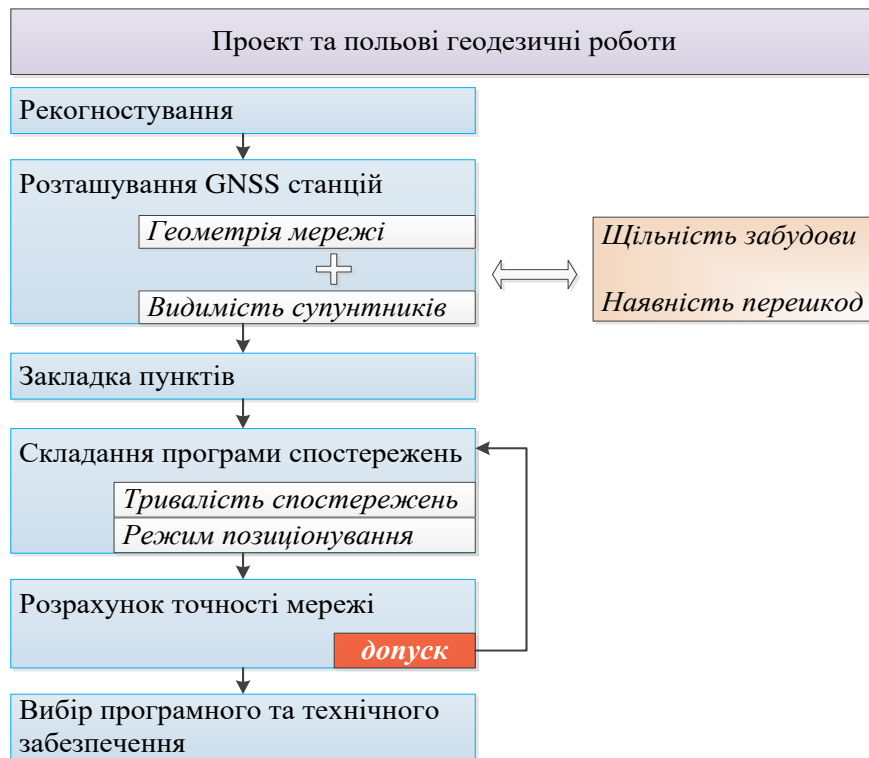 Проект та польові геодезичні роботи
Рекогностування
Розташування GNSS станцій
Геометрія мережі
Видимість супунтників
Щільність забудови
Наявність перешкод
Закладка пунктів
Складання програми спостережень
Тривалість спостережень
Режим позиціонування
Розрахунок точності мережі
допуск
Вибір програмного та технічного
забезпечення